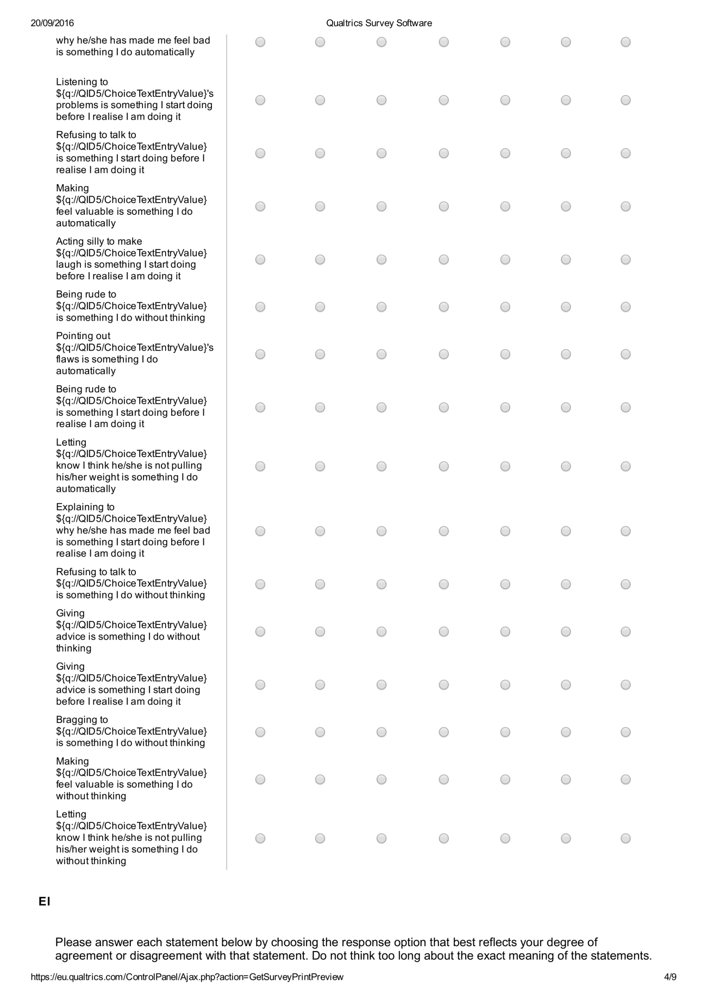 20/09/2016
Qualtrics Survey Software
why he/she has made me feel bad
is something I do automatically
Listening to
${q://QID5/ChoiceTextEntryValue}'s
problems is something I start doing
before I realise I am doing it
Refusing to talk to
${q://QID5/ChoiceTextEntryValue}
is something I start doing before I
realise I am doing it
Making
${q://QID5/ChoiceTextEntryValue}
feel valuable is something I do
automatically
Acting silly to make
${q://QID5/ChoiceTextEntryValue}
laugh is something I start doing
before I realise I am doing it
Being rude to
${q://QID5/ChoiceTextEntryValue}
is something I do without thinking
Pointing out
${q://QID5/ChoiceTextEntryValue}'s
flaws is something I do
automatically
Being rude to
${q://QID5/ChoiceTextEntryValue}
is something I start doing before I
realise I am doing it
Letting
${q://QID5/ChoiceTextEntryValue}
know I think he/she is not pulling
his/her weight is something I do
automatically
Explaining to
${q://QID5/ChoiceTextEntryValue}
why he/she has made me feel bad
is something I start doing before I
realise I am doing it
Refusing to talk to
${q://QID5/ChoiceTextEntryValue}
is something I do without thinking
Giving
${q://QID5/ChoiceTextEntryValue}
advice is something I do without
thinking
Giving
${q://QID5/ChoiceTextEntryValue}
advice is something I start doing
before I realise I am doing it
Bragging to
${q://QID5/ChoiceTextEntryValue}
is something I do without thinking
Making
${q://QID5/ChoiceTextEntryValue}
feel valuable is something I do
without thinking
Letting
${q://QID5/ChoiceTextEntryValue}
know I think he/she is not pulling
his/her weight is something I do
without thinking
EI
Please answer each statement below by choosing the response option that best reflects your degree of
agreement or disagreement with that statement. Do not think too long about the exact meaning of the statements.
https://eu.qualtrics.com/ControlPanel/Ajax.php?action=GetSurveyPrintPreview
4/9